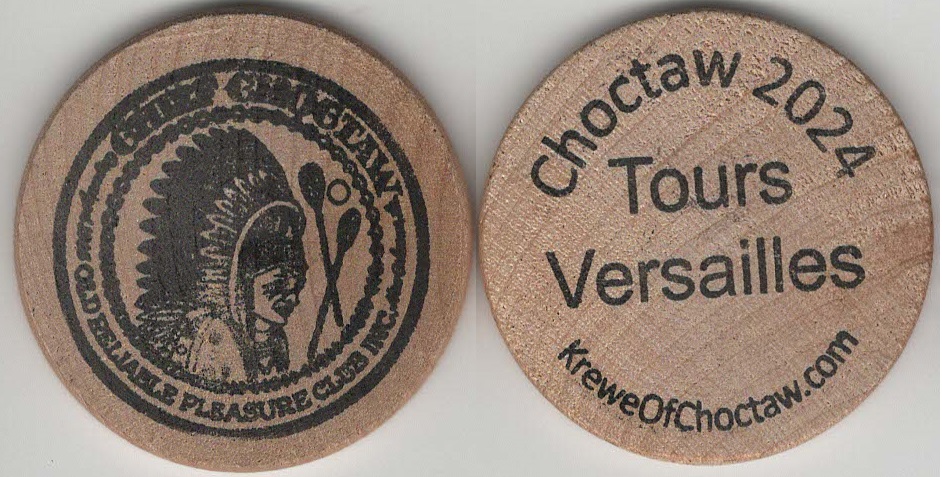 CHIEF CHOCTAW
OLD RELIABLE PLEASURE CLUB INC.
Choctaw 2024
Tours
Versailles
KreweOfChoctaw.com